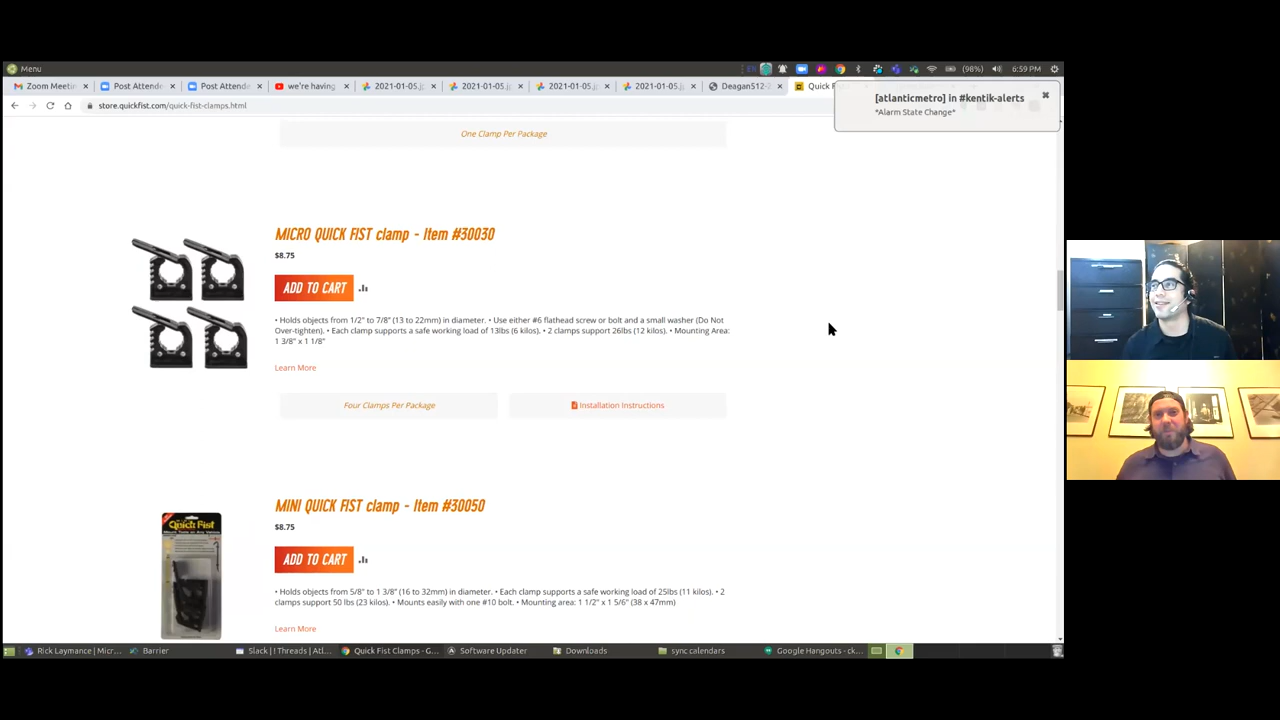 Menu
EN
(98%)
6:59 PM
Zoom Meetin
Post Attende
Post Attende
we're having
2021-01-05.j
2021-01-05.j
2021-01-05.j
2021-01-05.j
Deagan512-
Quick Fi
store.quickfist.com/quick-fist-clamps.html
[atlanticmetro] in #kentik-alerts
*Alarm State Change*
One Clamp Per Package
MICRO QUICK FIST clamp - Item #30030
$8.75
ADD TO CART
• Holds objects from 1/2" to 7/8" (13 to 22mm) in diameter. • Use either #6 flathead screw or bolt and a small washer (Do Not
Over-tighten). • Each clamp supports a safe working load of 13lbs (6 kilos). • 2 clamps support 26lbs (12 kilos). • Mounting Area:
1 3/8" x 1 1/8"
Learn More
Four Clamps Per Package
Installation Instructions
MINI QUICK FIST clamp - Item #30050
$8.75
ADD TO CART
Quick Fist
• Holds objects from 5/8" to 1 3/8" (16 to 32mm) in diameter. • Each clamp supports a safe working load of 25lbs (11 kilos). • 2
clamps support 50 lbs (23 kilos). • Mounts easily with one #10 bolt. • Mounting area: 1 1/2" x 1 5/6" (38 x 47mm)
Learn More
Rick Laymance | Micr...
Barrier
Slack | ! Threads | Atl...
Quick Fist Clamps - G...
Software Updater
Downloads
sync calendars
Google Hangouts - ck...